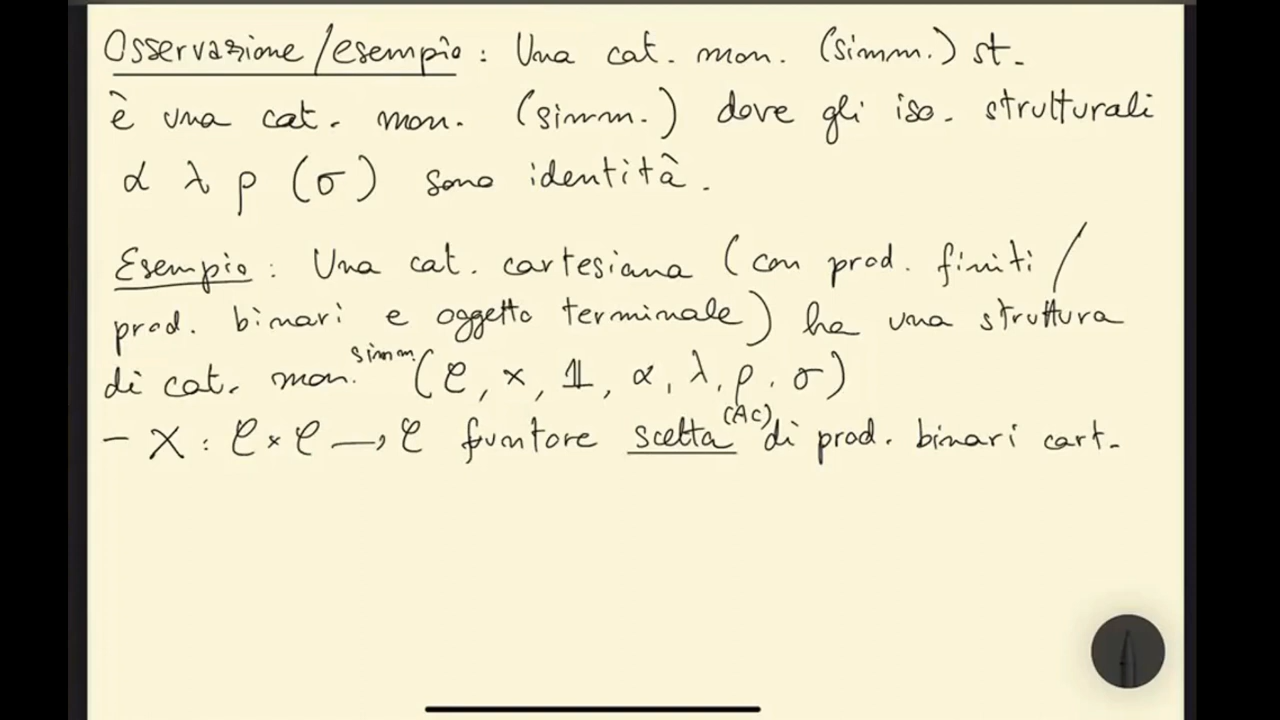 Osservazione/esempio: Una cat. mon. (simm.) st.
è una cat. mon. (simm.) dove gli iso. strutturali
α λ ρ (σ) sono identità.
Esempio: Una cat. cartesiana (con prod. finiti /
prod. binari e oggetto terminale) ha una struttura
di cat. mon. simm. (𝒞, ×, 𝟙, α, λ, ρ, σ)
- × : 𝒞 × 𝒞 → 𝒞 funtore scelta (AC) di prod. binari cart.